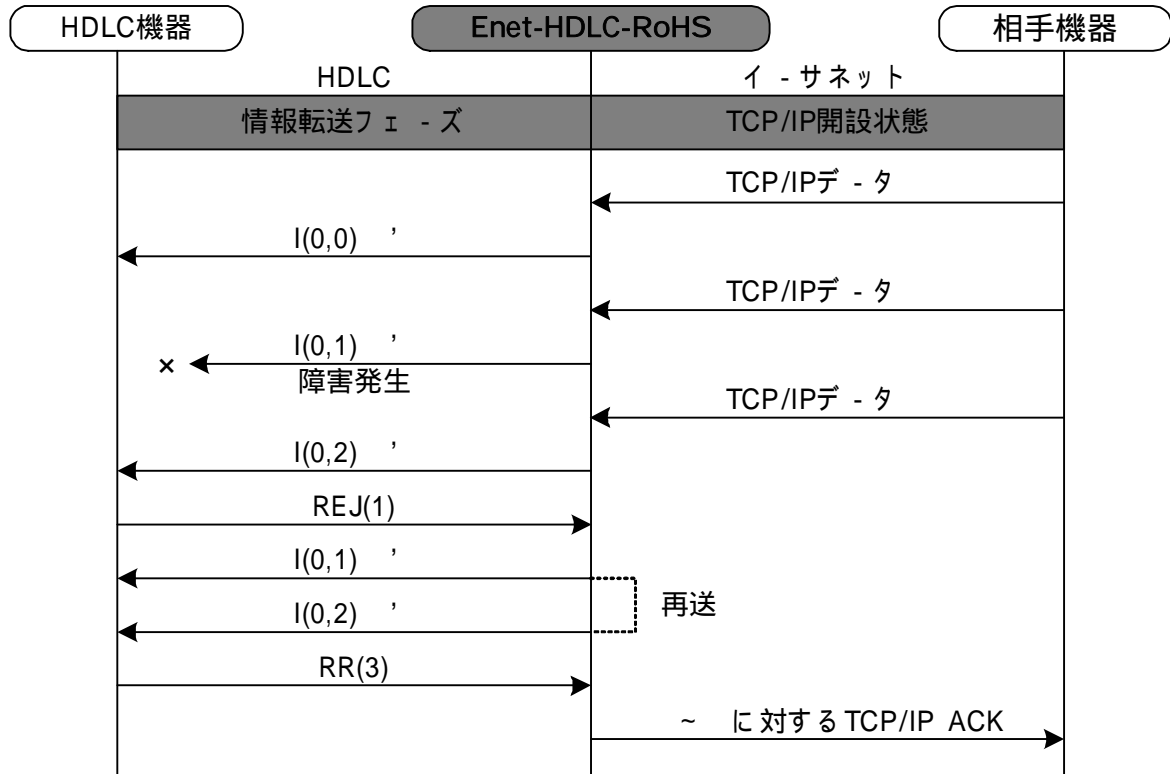 HDLC機器 Enet-HDLC-RoHS 相手機器
HDLC イ-サネット
情報転送フェ-ズ TCP/IP開設状態
TCP/IPデ-タ
I(0,0) ’
TCP/IPデ-タ
I(0,1) ’
×
障害発生
TCP/IPデ-タ
I(0,2) ’
REJ(1)
I(0,1) ’
再送
I(0,2) ’
RR(3)
~ に対するTCP/IP ACK